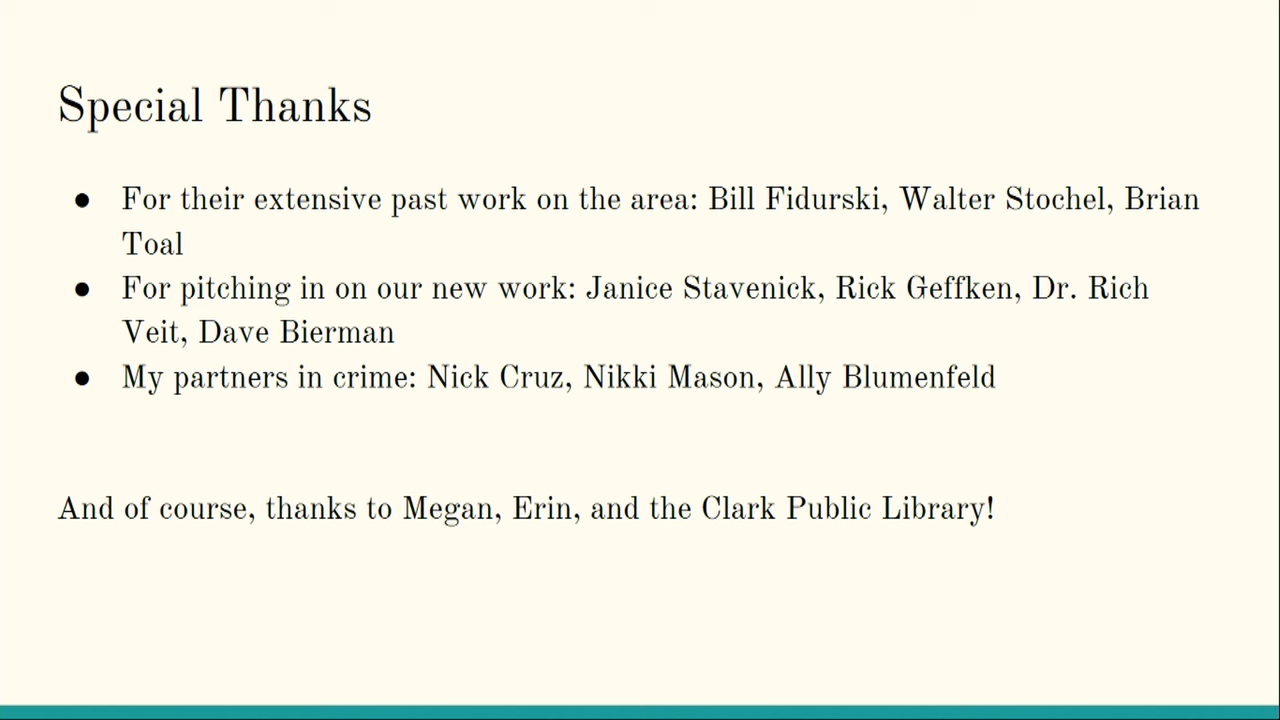 Special Thanks
● For their extensive past work on the area: Bill Fidurski, Walter Stochel, Brian
Toal
● For pitching in on our new work: Janice Stavenick, Rick Geffken, Dr. Rich
Veit, Dave Bierman
● My partners in crime: Nick Cruz, Nikki Mason, Ally Blumenfeld
And of course, thanks to Megan, Erin, and the Clark Public Library!